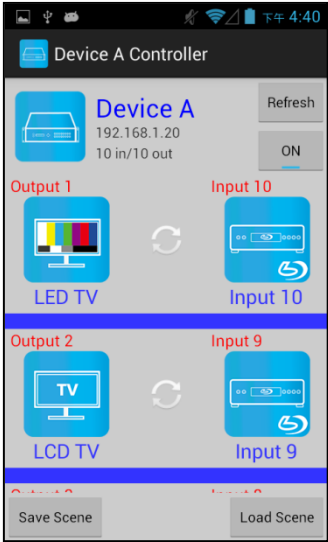 下午 4:40
Device A Controller
Device A
192.168.1.20
10 in/10 out
Refresh
ON
Output 1
Input 10
LED TV
Input 10
Output 2
Input 9
TV
LCD TV
Input 9
Save Scene
Load Scene